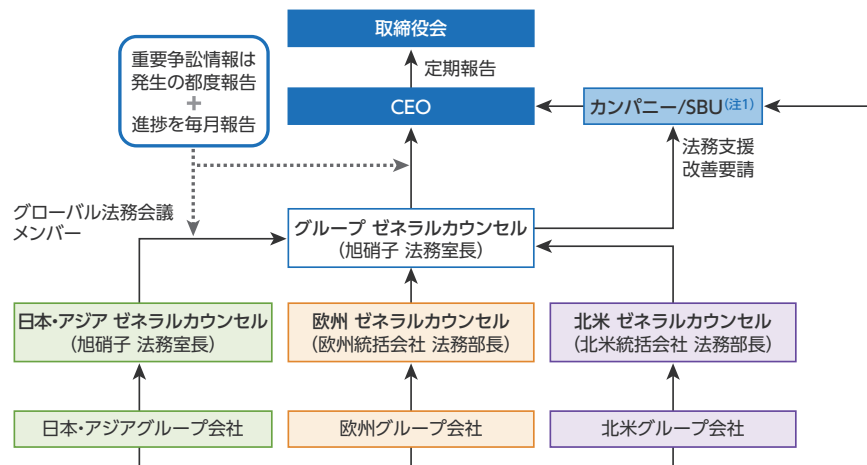 取締役会
重要争訟情報は
発生の都度報告
+
進捗を毎月報告
定期報告
CEO
カンパニー/SBU(注1)
法務支援
改善要請
グローバル法務会議
メンバー
グループ ゼネラルカウンセル
(旭硝子 法務室長)
日本・アジア ゼネラルカウンセル
(旭硝子 法務室長)
欧州 ゼネラルカウンセル
(欧州統括会社 法務部長)
北米 ゼネラルカウンセル
(北米統括会社 法務部長)
日本・アジアグループ会社
欧州グループ会社
北米グループ会社